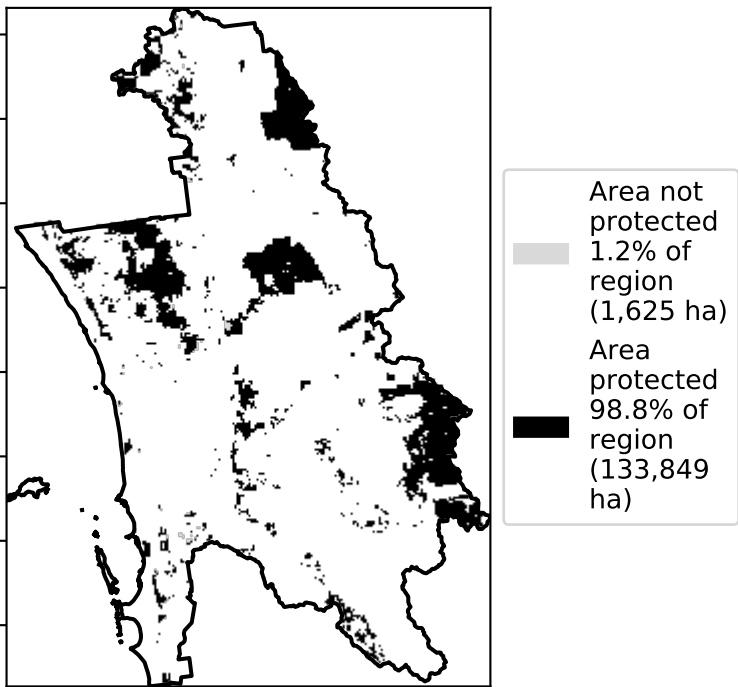 Area not
protected
1.2% of
region
(1,625 ha)
Area
protected
98.8% of
region
(133,849
ha)